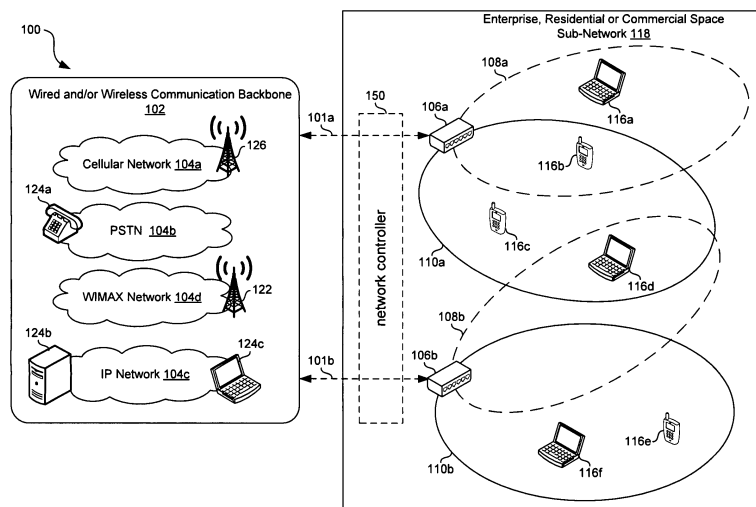 100
Wired and/or Wireless Communication Backbone
102
Cellular Network 104a
126
124a
PSTN 104b
WIMAX Network 104d
122
124b
124c
IP Network 104c
101a
101b
150
network controller
Enterprise, Residential or Commercial Space
Sub-Network 118
108a
106a
116a
116b
116c
110a
116d
108b
106b
116e
116f
110b